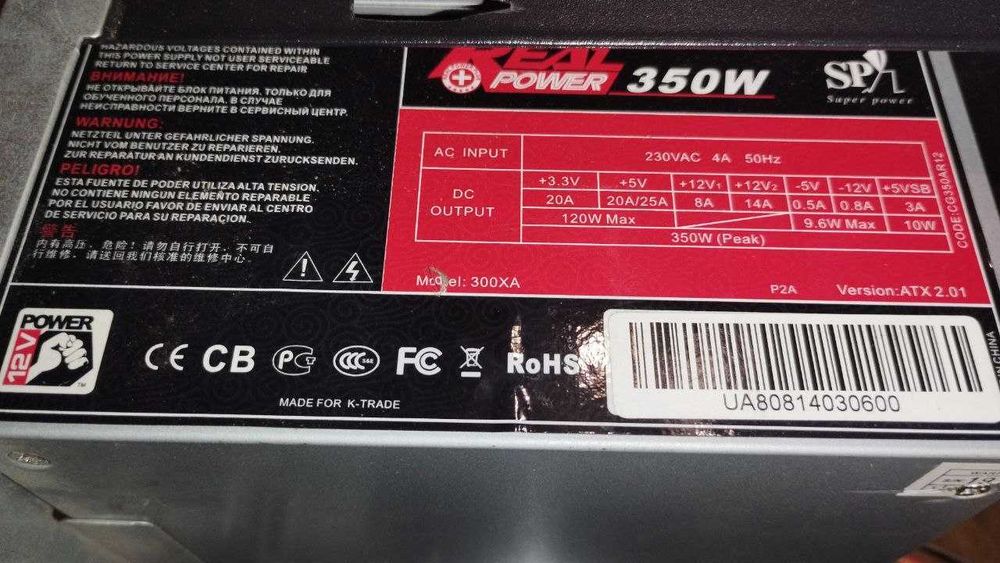 HAZARDOUS VOLTAGES CONTAINED WITHIN
THIS POWER SUPPLY NOT USER SERVICEABLE
RETURN TO SERVICE CENTER FOR REPAIR
ВНИМАНИЕ!
НЕ ОТКРЫВАЙТЕ БЛОК ПИТАНИЯ. ТОЛЬКО ДЛЯ
ОБУЧЕННОГО ПЕРСОНАЛА. В СЛУЧАЕ
НЕИСПРАВНОСТИ ВЕРНИТЕ В СЕРВИСНЫЙ ЦЕНТР.
WARNUNG:
NETZTEIL UNTER GEFAHRLICHER SPANNUNG.
NICHT VOM BENUTZER ZU REPARIEREN.
ZUR REPARATUR AN KUNDENDIENST ZURUCKSENDEN.
PELIGRO!
ESTA FUENTE DE PODER UTILIZA ALTA TENSION.
NO CONTIENE NINGUN ELEMENTO REPARABLE
POR EL USUARIO FAVOR DE ENVIAR AL CENTRO
DE SERVICIO PARA SU REPARACION.
警告
内有高压、危险！请勿自行打开、不可自
行维修、请送回我们核准的维修中心
REAL
POWER 350W
SPA
Super power
AC INPUT 230VAC 4A 50Hz
DC OUTPUT +3.3V +5V +12V1 +12V2 -5V -12V +5VSB
20A 20A/25A 8A 14A 0.5A 0.8A 3A
120W Max 9.6W Max 10W
350W (Peak)
CODE:CG350AR12
Model: 300XA P2A Version:ATX 2.01
POWER
12V
TM
CE CB PCT CCC S&E FC RoHS
MADE FOR K-TRADE
UA80814030600
IN CHINA